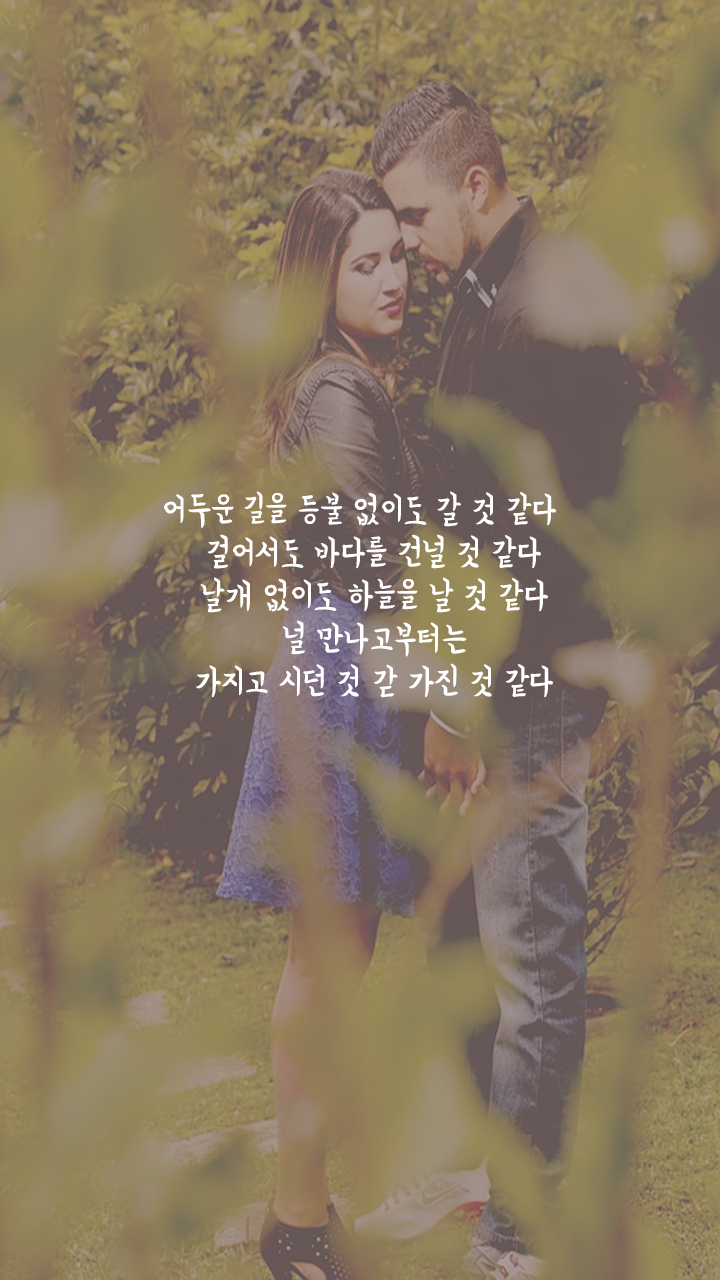 어두운 길을 등불 없이도 갈 것 같다
걸어서도 바다를 건널 것 같다
날개 없이도 하늘을 날 것 같다
널 만나고부터는
가지고 시던 것 갇 가진 것 같다